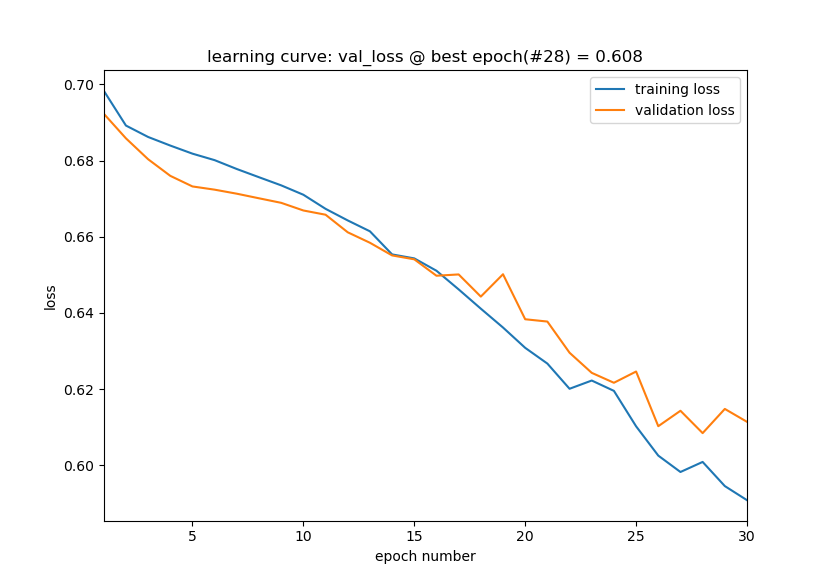 learning curve: val_loss @ best epoch(#28) = 0.608
training loss
validation loss
0.70
0.68
0.66
0.64
0.62
0.60
loss
5
10
15
20
25
30
epoch number